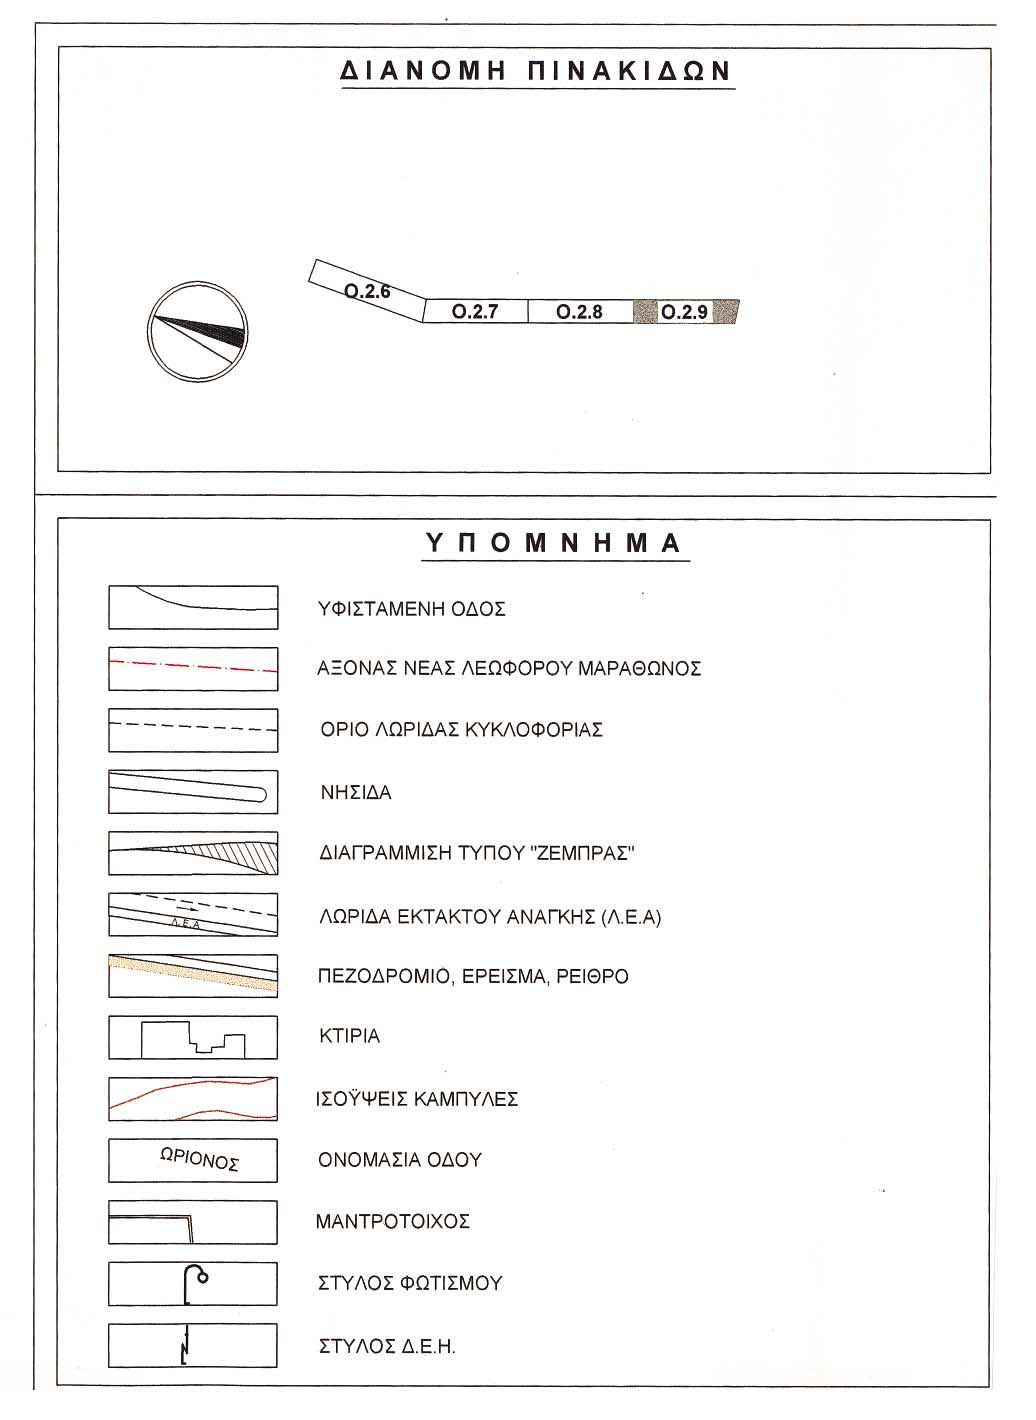 ΔΙΑΝΟΜΗ ΠΙΝΑΚΙΔΩΝ
Ο.2.6
Ο.2.7
Ο.2.8
Ο.2.9
ΥΠΟΜΝΗΜΑ
ΥΦΙΣΤΑΜΕΝΗ ΟΔΟΣ
ΑΞΟΝΑΣ ΝΕΑΣ ΛΕΩΦΟΡΟΥ ΜΑΡΑΘΩΝΟΣ
ΟΡΙΟ ΛΩΡΙΔΑΣ ΚΥΚΛΟΦΟΡΙΑΣ
ΝΗΣΙΔΑ
ΔΙΑΓΡΑΜΜΙΣΗ ΤΥΠΟΥ "ΖΕΜΠΡΑΣ"
Λ.Ε.Α
ΛΩΡΙΔΑ ΕΚΤΑΚΤΟΥ ΑΝΑΓΚΗΣ (Λ.Ε.Α)
ΠΕΖΟΔΡΟΜΙΟ, ΕΡΕΙΣΜΑ, ΡΕΙΘΡΟ
ΚΤΙΡΙΑ
ΙΣΟΫΨΕΙΣ ΚΑΜΠΥΛΕΣ
ΩΡΙΟΝΟΣ
ΟΝΟΜΑΣΙΑ ΟΔΟΥ
ΜΑΝΤΡΟΤΟΙΧΟΣ
ΣΤΥΛΟΣ ΦΩΤΙΣΜΟΥ
ΣΤΥΛΟΣ Δ.Ε.Η.